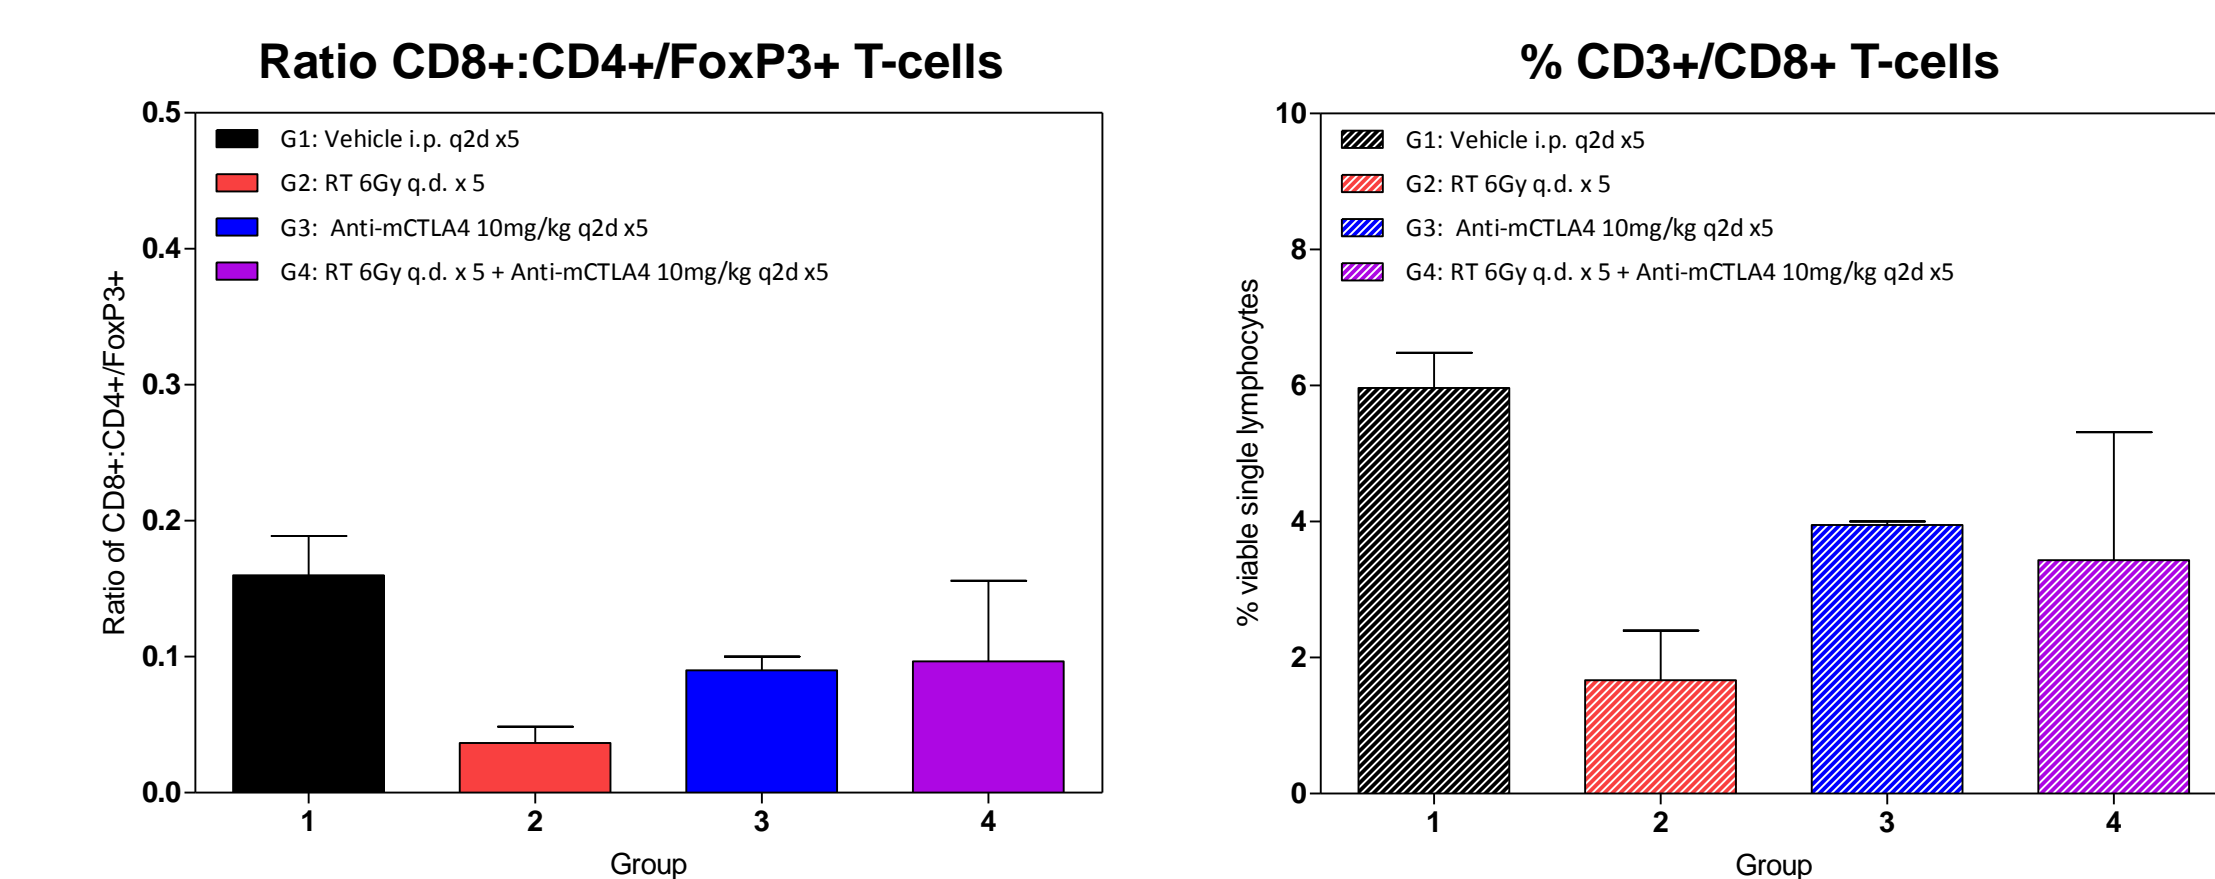 Ratio CD8+:CD4+/FoxP3+ T-cells
Ratio of CD8+:CD4+/FoxP3+
0.5
0.4
0.3
0.2
0.1
0.0
G1: Vehicle i.p. q2d x5
G2: RT 6Gy q.d. x 5
G3: Anti-mCTLA4 10mg/kg q2d x5
G4: RT 6Gy q.d. x 5 + Anti-mCTLA4 10mg/kg q2d x5
1 2 3 4
Group
% CD3+/CD8+ T-cells
% viable single lymphocytes
10
8
6
4
2
0
G1: Vehicle i.p. q2d x5
G2: RT 6Gy q.d. x 5
G3: Anti-mCTLA4 10mg/kg q2d x5
G4: RT 6Gy q.d. x 5 + Anti-mCTLA4 10mg/kg q2d x5
1 2 3 4
Group